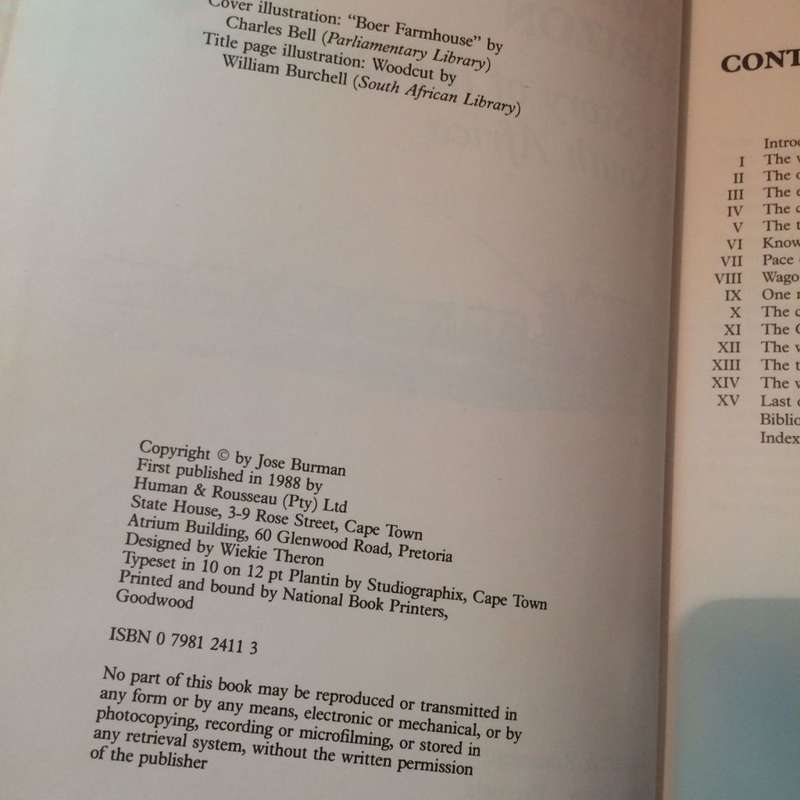 Cover illustration: “Boer Farmhouse” by
Charles Bell (Parliamentary Library)
Title page illustration: Woodcut by
William Burchell (South African Library)
Copyright © by Jose Burman
First published in 1988 by
Human & Rousseau (Pty) Ltd
State House, 3-9 Rose Street, Cape Town
Atrium Building, 60 Glenwood Road, Pretoria
Designed by Wiekie Theron
Typeset in 10 on 12 pt Plantin by Studiographix, Cape Town
Printed and bound by National Book Printers,
Goodwood
ISBN 0 7981 2411 3
No part of this book may be reproduced or transmitted in
any form or by any means, electronic or mechanical, or by
photocopying, recording or microfilming, or stored in
any retrieval system, without the written permission
of the publisher
CONT
Introd
I The v
II The o
III The e
IV The c
V The t
VI Know
VII Pace
VIII Wago
IX One
X The c
XI The
XII The v
XIII The t
XIV The v
XV Last
Biblio
Index